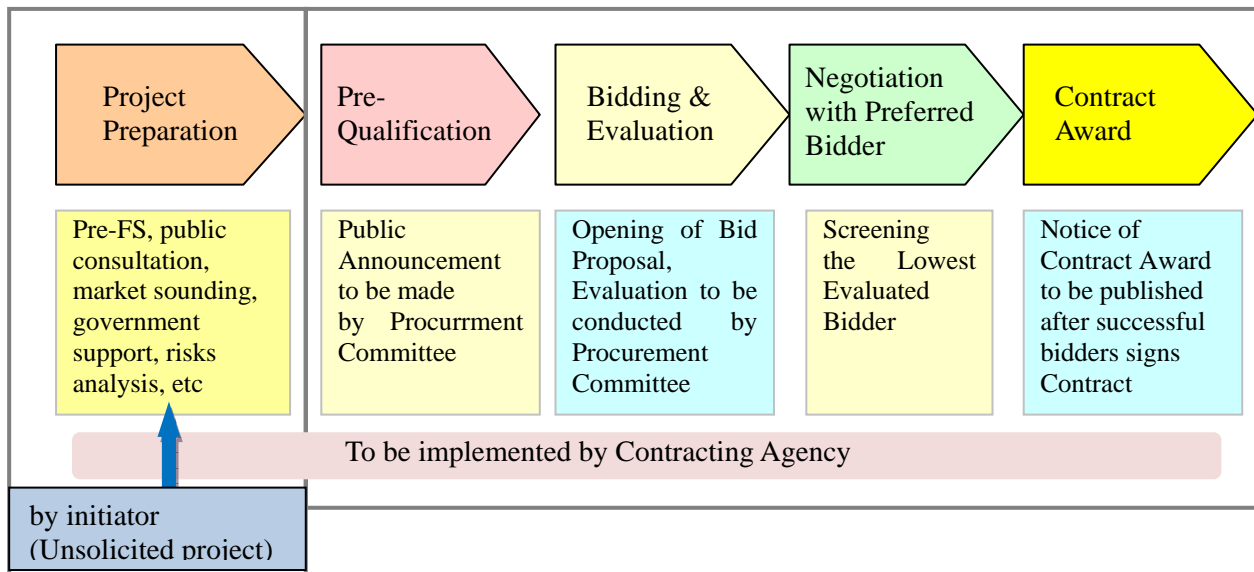 Project
Preparation
Pre-
Qualification
Bidding &
Evaluation
Negotiation
with Preferred
Bidder
Contract
Award
Pre-FS, public
consultation,
market sounding,
government
support, risks
analysis, etc
Public
Announcement
to be made
by Procurrment
Committee
Opening of Bid
Proposal,
Evaluation to be
conducted by
Procurement
Committee
Screening
the Lowest
Evaluated
Bidder
Notice of
Contract Award
to be published
after successful
bidders signs
Contract
To be implemented by Contracting Agency
by initiator
(Unsolicited project)